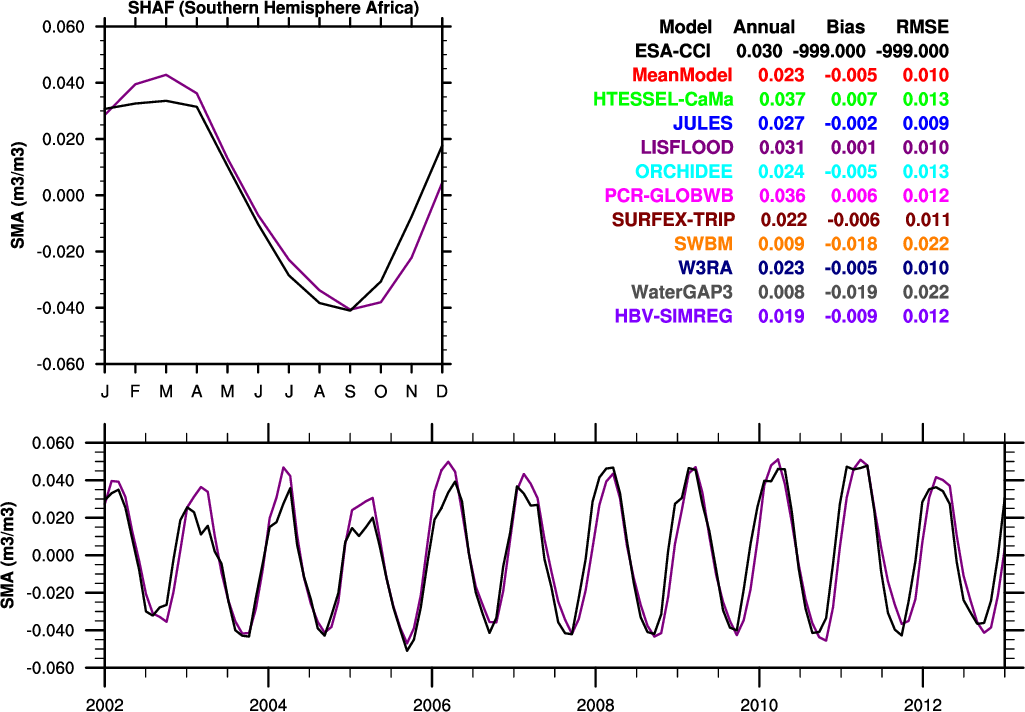 SHAF (Southern Hemisphere Africa)
0.060
0.040
0.020
0.000
-0.020
-0.040
-0.060
SMA (m3/m3)
J F M A M J J A S O N D
Model Annual Bias RMSE
ESA-CCI 0.030 -999.000 -999.000
MeanModel 0.023 -0.005 0.010
HTESSEL-CaMa 0.037 0.007 0.013
JULES 0.027 -0.002 0.009
LISFLOOD 0.031 0.001 0.010
ORCHIDEE 0.024 -0.005 0.013
PCR-GLOBWB 0.036 0.006 0.012
SURFEX-TRIP 0.022 -0.006 0.011
SWBM 0.009 -0.018 0.022
W3RA 0.023 -0.005 0.010
WaterGAP3 0.008 -0.019 0.022
HBV-SIMREG 0.019 -0.009 0.012
0.060
0.040
0.020
0.000
-0.020
-0.040
-0.060
SMA (m3/m3)
2002 2004 2006 2008 2010 2012